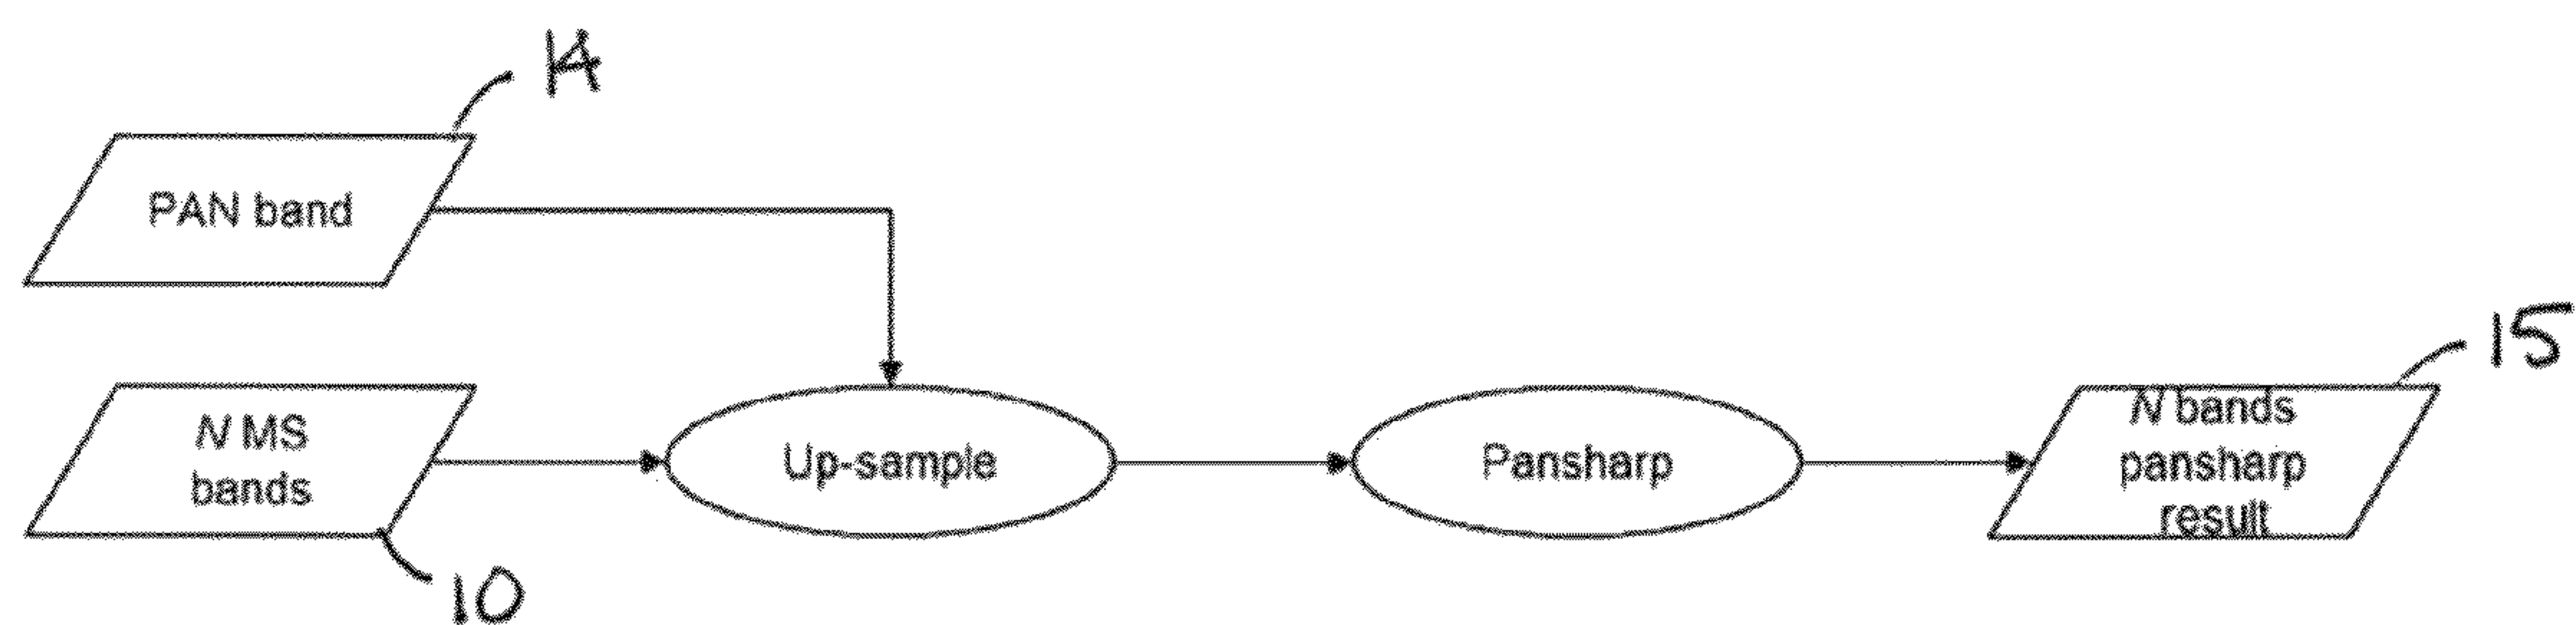 14
PAN band
15
N MS
bands
Up-sample
Pansharp
N bands
pansharp
result
10